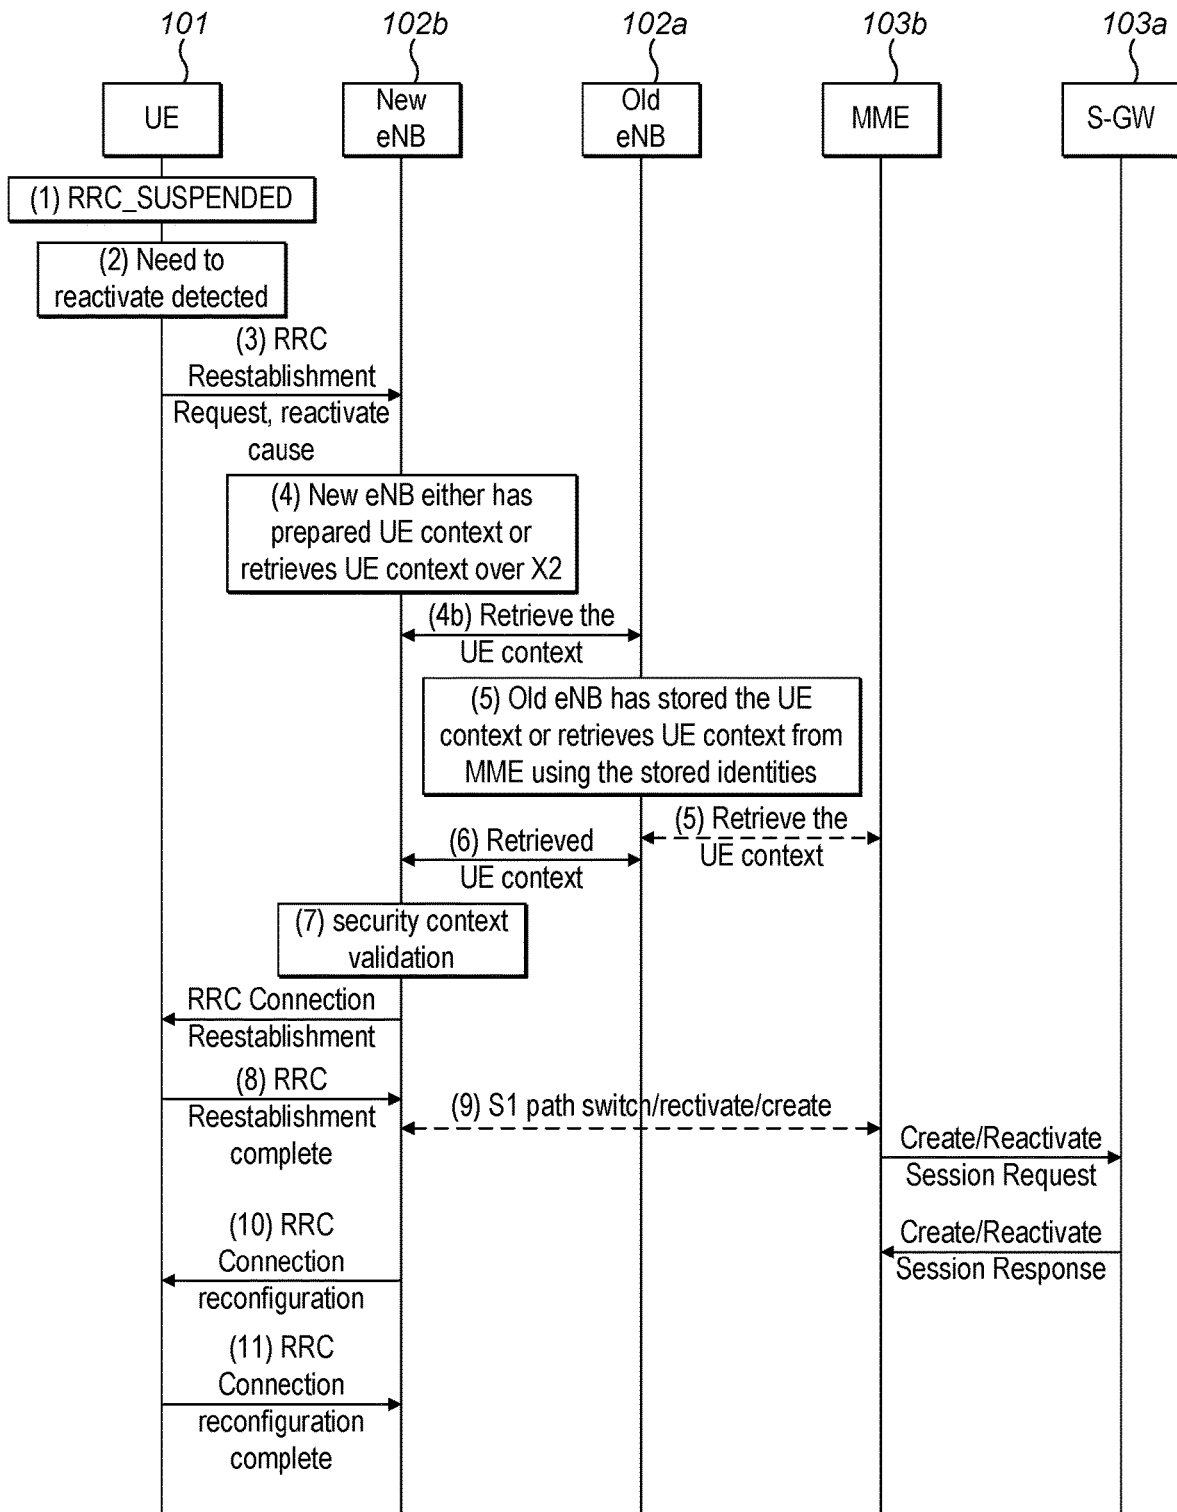 101
102b
102a
103b
103a
UE
New
eNB
Old
eNB
MME
S-GW
(1) RRC_SUSPENDED
(2) Need to
reactivate detected
(3) RRC
Reestablishment
Request, reactivate
cause
(4) New eNB either has
prepared UE context or
retrieves UE context over X2
(4b) Retrieve the
UE context
(5) Old eNB has stored the UE
context or retrieves UE context from
MME using the stored identities
(5) Retrieve the
UE context
(6) Retrieved
UE context
(7) security context
validation
RRC Connection
Reestablishment
(8) RRC
Reestablishment
complete
(9) S1 path switch/rectivate/create
Create/Reactivate
Session Request
Create/Reactivate
Session Response
(10) RRC
Connection
reconfiguration
(11) RRC
Connection
reconfiguration
complete